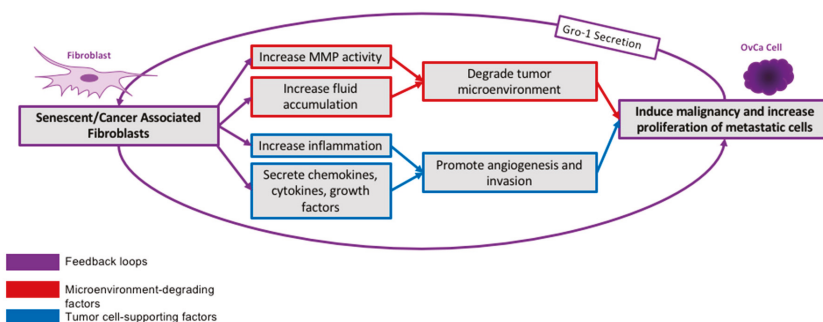 Fibroblast
Gro-1 Secretion
OvCa Cell
Increase MMP activity
Increase fluid
accumulation
Degrade tumor
microenvironment
Senescent/Cancer Associated
Fibroblasts
Induce malignancy and increase
proliferation of metastatic cells
Increase inflammation
Secrete chemokines,
cytokines, growth
factors
Promote angiogenesis and
invasion
Feedback loops
Microenvironment-degrading
factors
Tumor cell-supporting factors